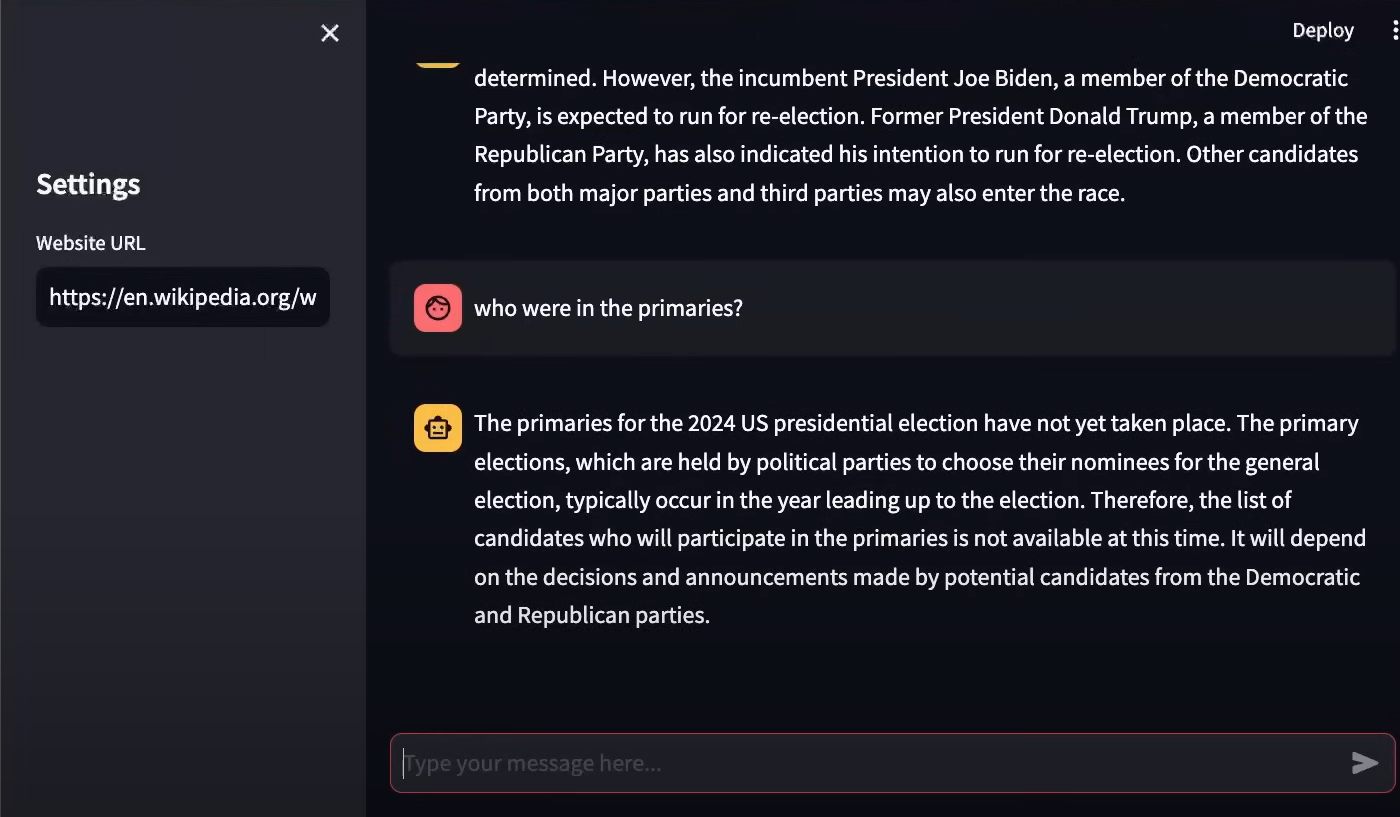 Deploy
Settings
Website URL
https://en.wikipedia.org/w
determined. However, the incumbent President Joe Biden, a member of the Democratic
Party, is expected to run for re-election. Former President Donald Trump, a member of the
Republican Party, has also indicated his intention to run for re-election. Other candidates
from both major parties and third parties may also enter the race.
who were in the primaries?
The primaries for the 2024 US presidential election have not yet taken place. The primary
elections, which are held by political parties to choose their nominees for the general
election, typically occur in the year leading up to the election. Therefore, the list of
candidates who will participate in the primaries is not available at this time. It will depend
on the decisions and announcements made by potential candidates from the Democratic
and Republican parties.
Type your message here...